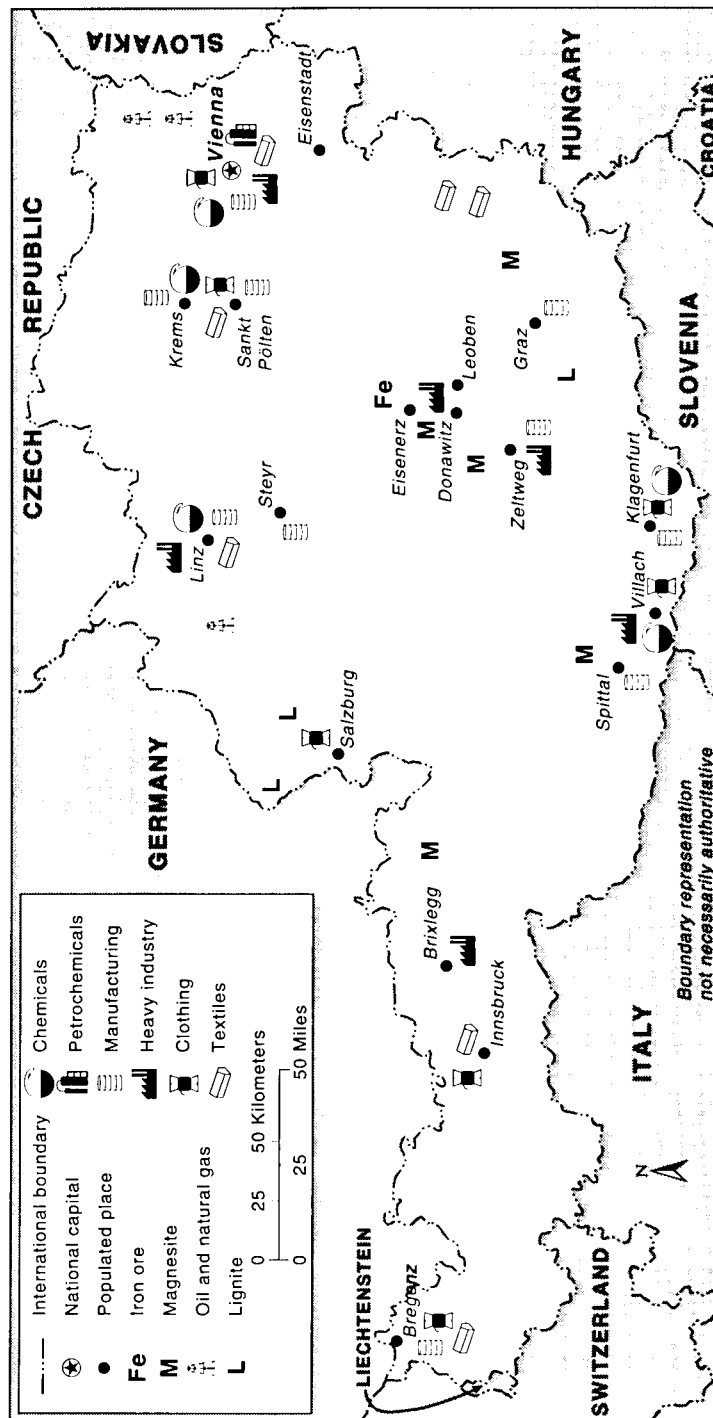 International boundary
National capital
Populated place
Fe Iron ore
M Magnesite
Oil and natural gas
L Lignite
Chemicals
Petrochemicals
Manufacturing
Heavy industry
Clothing
Textiles
0 25 50 Kilometers
0 25 50 Miles
CZECH REPUBLIC
SLOVAKIA
GERMANY
Krems
Vienna
Linz
Sankt
Pölten
Steyr
Eisenstadt
L
L
Salzburg
Fe
Eisenerz
M
LIECHTENSTEIN
Bregenz
M
Brixlegg
Donawitz
Leoben
M
Innsbruck
M
Zeltweg
Graz
L
HUNGARY
M
Spittal
Villach
Klagenfurt
SWITZERLAND
ITALY
N
SLOVENIA
CROATIA
Boundary representation
not necessarily authoritative